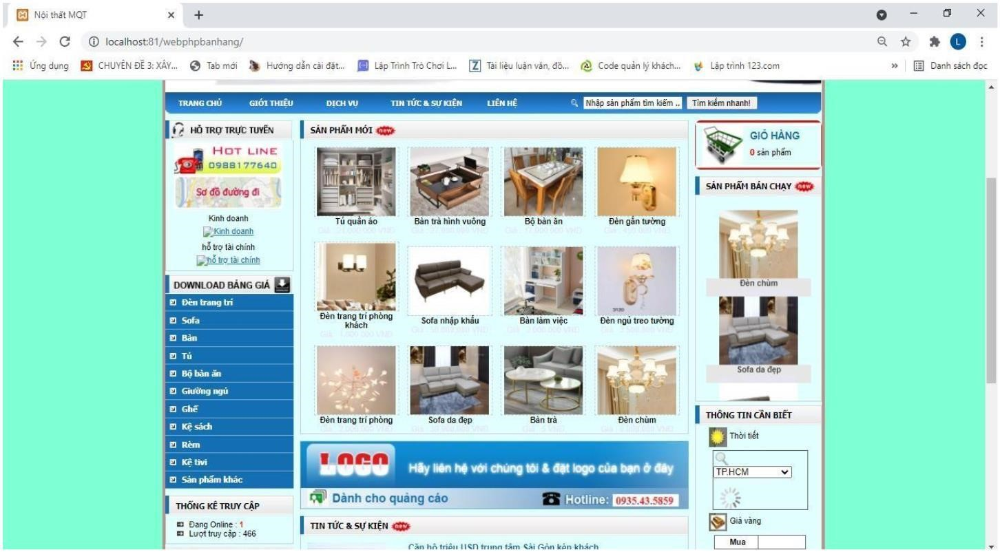 Nội thất MQT
localhost:81/webphpbanhang/
L
Ứng dụng
CHUYÊN ĐỀ 3: XÂY...
Tab mới
Hướng dẫn cài đặt...
Lập Trình Trò Chơi L...
Tài liệu luận văn, đồ...
Code quản lý khách...
Lập trình 123.com
»
Danh sách đọc
TRANG CHỦ
GIỚI THIỆU
DỊCH VỤ
TIN TỨC & SỰ KIỆN
LIÊN HỆ
Nhập sản phẩm tìm kiếm ..
Tìm kiếm nhanh!
HỖ TRỢ TRỰC TUYẾN
HOT LINE
0988177640
Sơ đồ đường đi
Kinh doanh
Kinh doanh
hỗ trợ tài chính
hỗ trợ tài chính
DOWNLOAD BẢNG GIÁ
Đèn trang trí
Sofa
Bàn
Tủ
Bộ bàn ăn
Giường ngủ
Ghế
Kệ sách
Rèm
Kệ tivi
Sản phẩm khác
THỐNG KÊ TRUY CẬP
Đang Online : 1
Lượt truy cập : 466
SẢN PHẨM MỚI new
Tủ quần áo
Giá : 21.000.000 VNĐ
Bàn trà hình vuông
Giá : 27.900.000 VNĐ
Bộ bàn ăn
Giá : 17.000.000 VNĐ
Đèn gắn tường
Giá : 450.000 VNĐ
Đèn trang trí phòng
khách
Giá : 1.000.000 VNĐ
Sofa nhập khẩu
Giá : 50.000.000 VNĐ
Bàn làm việc
Giá : 2.000.000 VNĐ
3120
Đèn ngủ treo tường
Giá : 3.500.000 VNĐ
Đèn trang trí phòng
Giá : 2.000.000 VNĐ
Sofa da đẹp
Giá : VNĐ
Bàn trà
Giá : 5 VNĐ
Đèn chùm
Giá : VNĐ
LOGO
Hãy liên hệ với chúng tôi & đặt logo của bạn ở đây
Dành cho quảng cáo
Hotline: 0935.43.5859
TIN TỨC & SỰ KIỆN new
Căn hộ triệu USD trung tâm Sài Gòn kén khách
GIỎ HÀNG
0 sản phẩm
SẢN PHẨM BÁN CHẠY new
Đèn chùm
Sofa da đẹp
THÔNG TIN CẦN BIẾT
Thời tiết
TP.HCM
Giá vàng
Mua